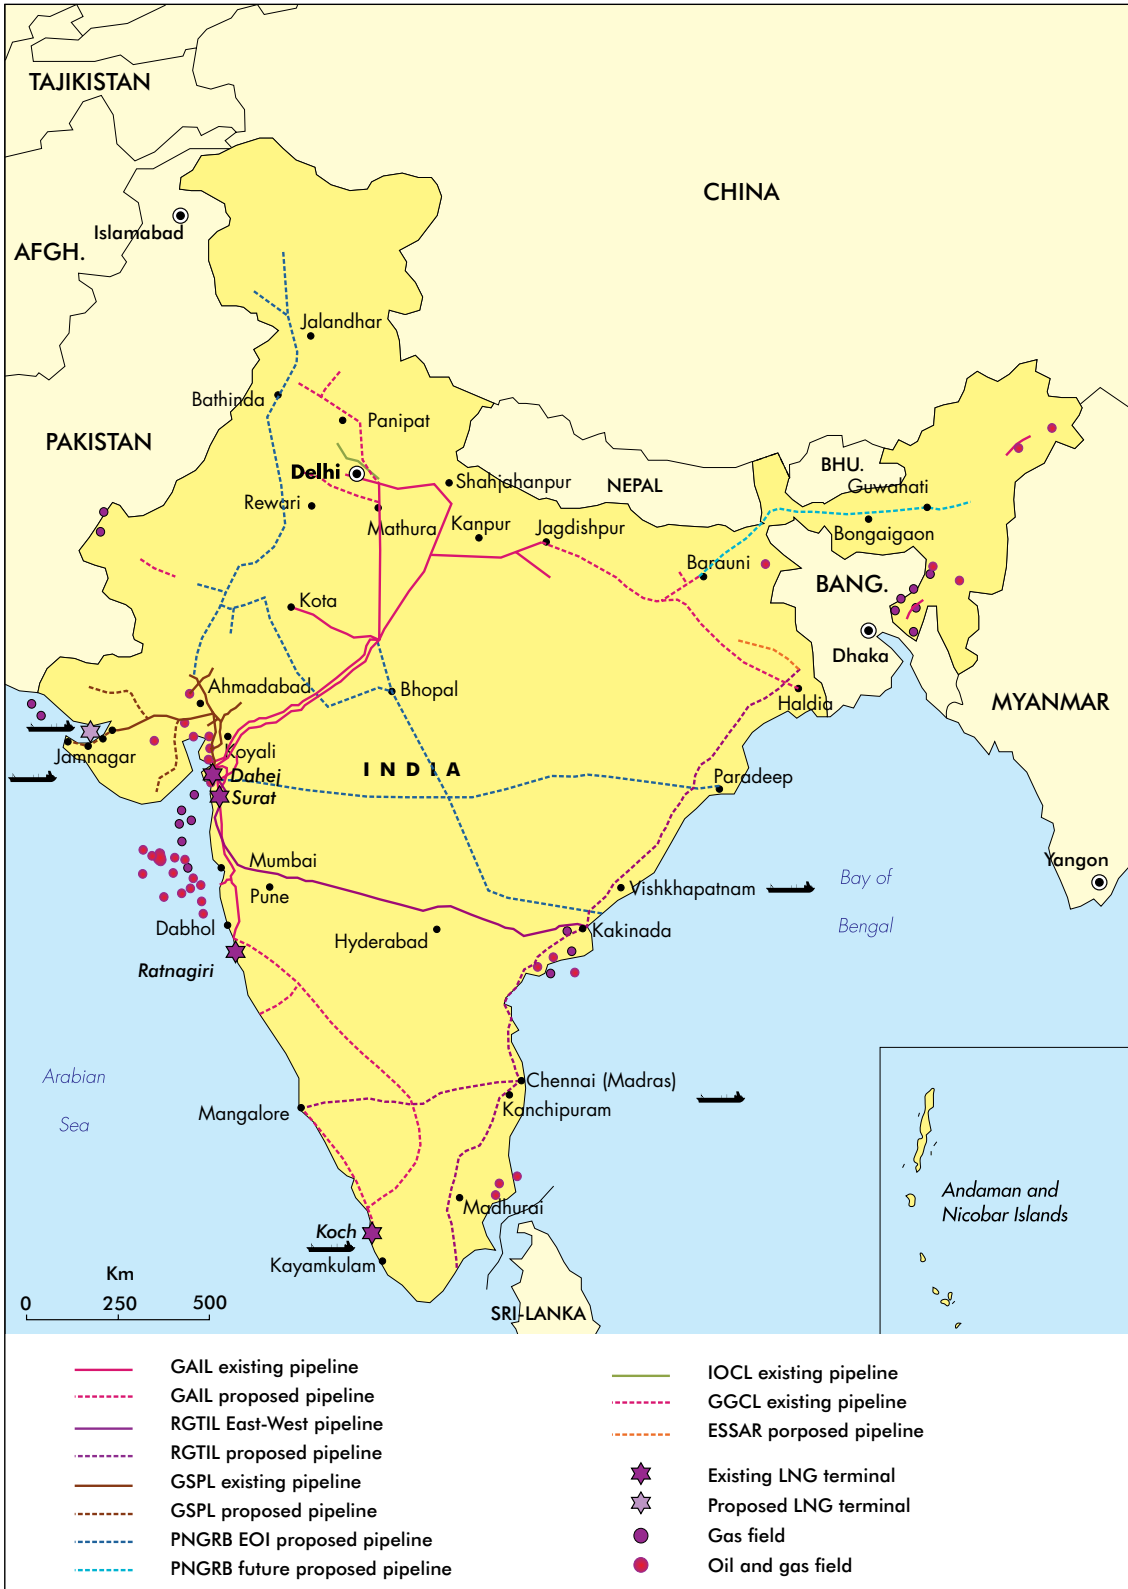 TAJIKISTAN
CHINA
Islamabad
AFGH.
Jalandhar
Bathinda
Panipat
PAKISTAN
Delhi
Shahjahanpur
NEPAL
BHU.
Guwahati
Rewari
Mathura
Kanpur
Jagdishpur
Bongaigaon
Barauni
BANG.
Kota
Dhaka
Ahmadabad
Bhopal
Haldia
MYANMAR
Koyali
Jamnagar
Dahej
INDIA
Paradeep
Surat
Mumbai
Yangon
Pune
Vishkhapatnam
Bay of
Bengal
Dabhol
Hyderabad
Kakinada
Ratnagiri
Arabian
Sea
Chennai (Madras)
Mangalore
Kanchipuram
Andaman and
Nicobar Islands
Madhurai
Koch
Kayamkulam
Km
0 250 500
SRI-LANKA
GAIL existing pipeline
GAIL proposed pipeline
RGTIL East-West pipeline
RGTIL proposed pipeline
GSPL existing pipeline
GSPL proposed pipeline
PNGRB EOI proposed pipeline
PNGRB future proposed pipeline
IOCL existing pipeline
GGCL existing pipeline
ESSAR porposed pipeline
Existing LNG terminal
Proposed LNG terminal
Gas field
Oil and gas field